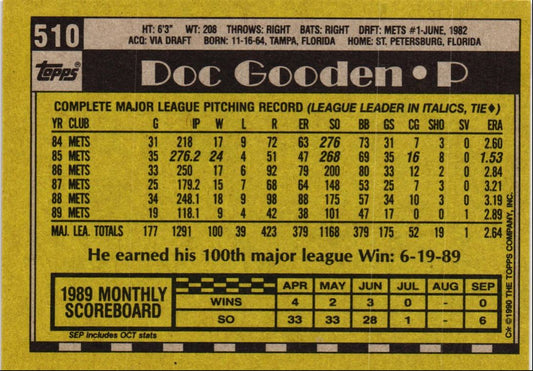 510
HT: 6'3" WT: 208 THROWS: RIGHT BATS: RIGHT DRFT: METS #1-JUNE, 1982
ACQ: VIA DRAFT BORN: 11-16-64, TAMPA, FLORIDA HOME: ST. PETERSBURG, FLORIDA
Topps® Doc Gooden • P
COMPLETE MAJOR LEAGUE PITCHING RECORD (LEAGUE LEADER IN ITALICS, TIE♦)
YR CLUB G IP W L R ER SO BB GS CG SHO SV ERA
84 METS 31 218 17 9 72 63 276 73 31 7 3 0 2.60
85 METS 35 276.2 24 4 51 47 268 69 35 16 8 0 1.53
86 METS 33 250 17 6 92 79 200 80 33 12 2 0 2.84
87 METS 25 179.2 15 7 68 64 148 53 25 7 3 0 3.21
88 METS 34 248.1 18 9 98 88 175 57 34 10 3 0 3.19
89 METS 19 118.1 9 4 42 38 101 47 17 0 0 1 2.89
MAJ. LEA. TOTALS 177 1291 100 39 423 379 1168 379 175 52 19 1 2.64
He earned his 100th major league Win: 6-19-89
1989 MONTHLY SCOREBOARD
APR MAY JUN JUL AUG SEP
WINS 4 2 3 0 - 0
SO 33 33 28 1 - 6
SEP includes OCT stats
C* ©1990 THE TOPPS COMPANY, INC.